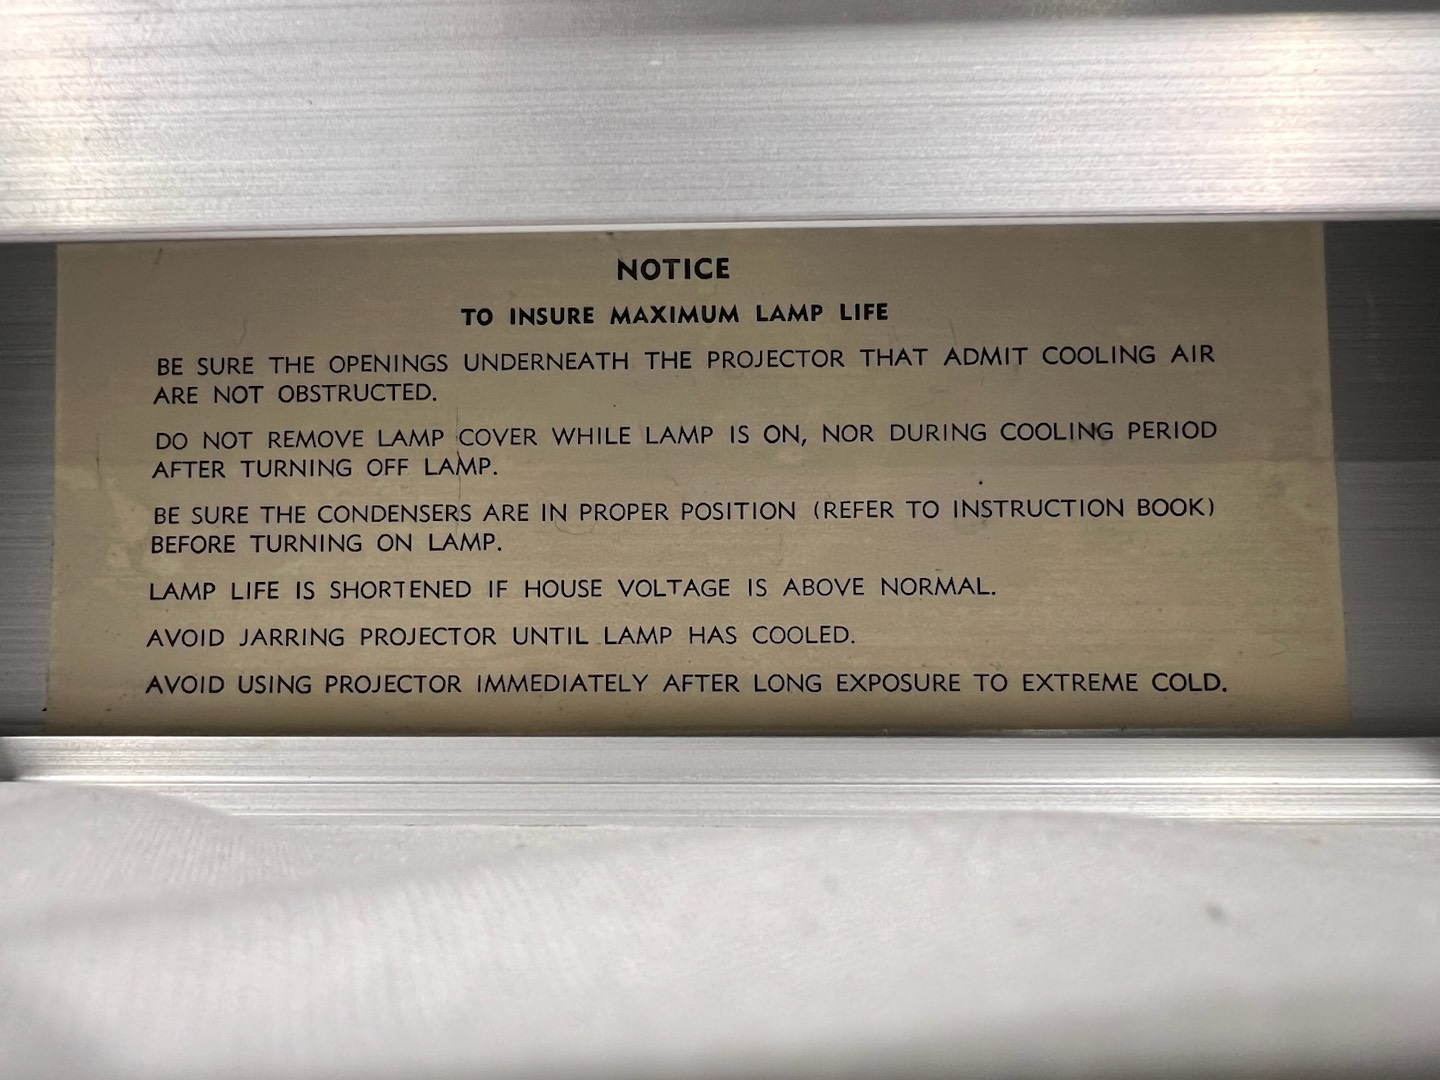 NOTICE
TO INSURE MAXIMUM LAMP LIFE
BE SURE THE OPENINGS UNDERNEATH THE PROJECTOR THAT ADMIT COOLING AIR
ARE NOT OBSTRUCTED.
DO NOT REMOVE LAMP COVER WHILE LAMP IS ON, NOR DURING COOLING PERIOD
AFTER TURNING OFF LAMP.
BE SURE THE CONDENSERS ARE IN PROPER POSITION (REFER TO INSTRUCTION BOOK)
BEFORE TURNING ON LAMP.
LAMP LIFE IS SHORTENED IF HOUSE VOLTAGE IS ABOVE NORMAL.
AVOID JARRING PROJECTOR UNTIL LAMP HAS COOLED.
AVOID USING PROJECTOR IMMEDIATELY AFTER LONG EXPOSURE TO EXTREME COLD.